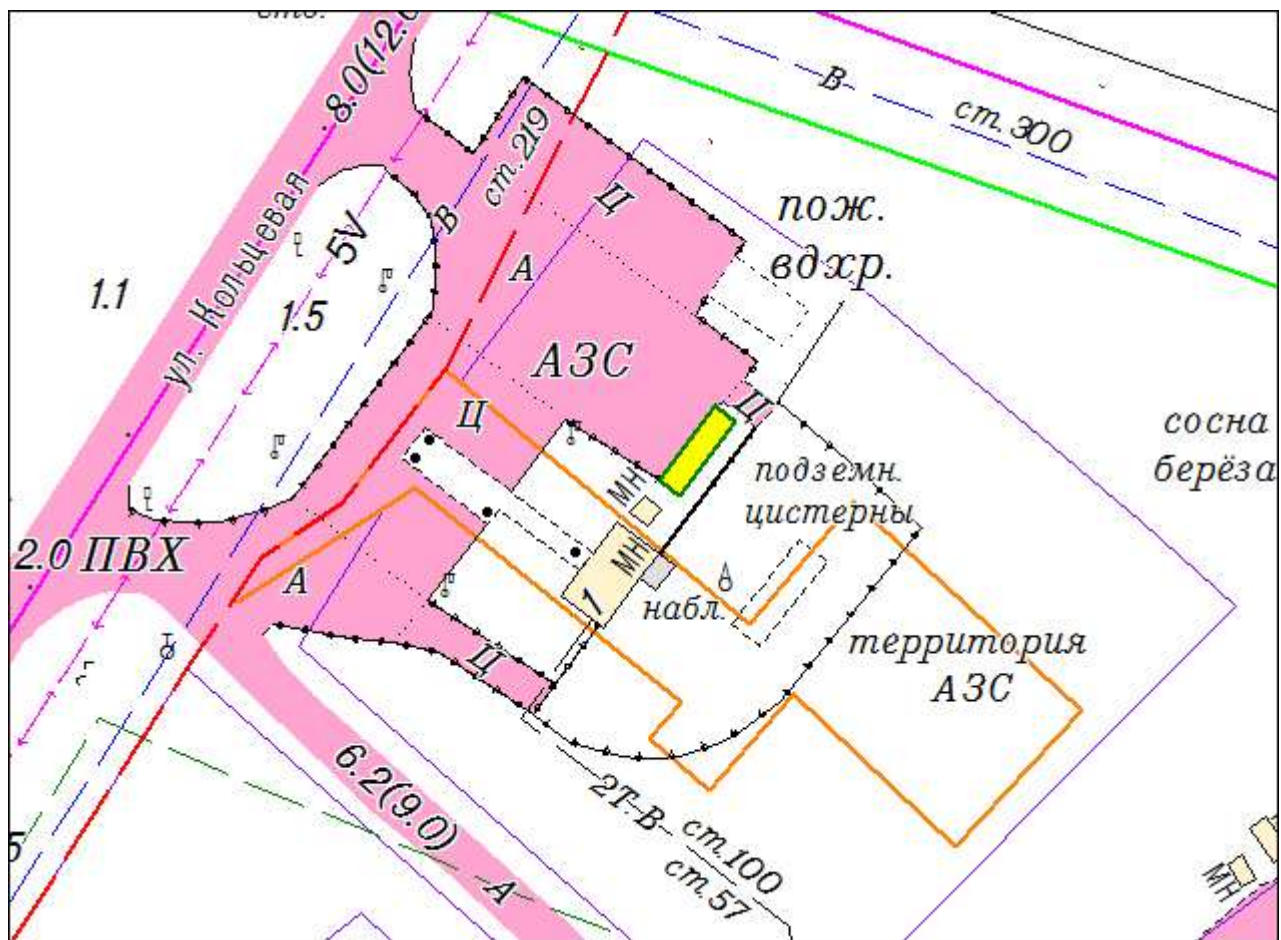 8.0(12.0
ул. Кольцевая
В
ст. 300
ст.219
Ц
В
А
5V
1.1
1.5
пож.
вдхр.
АЗС
Ц
Ц
сосна
берёза
подземн.
цистерны
МН
МН
1
набл.
2.0 ПВХ
А
Ц
территория
АЗС
6.2(9.0)
2Т-В
ст.100
ст.57
А
5
МН